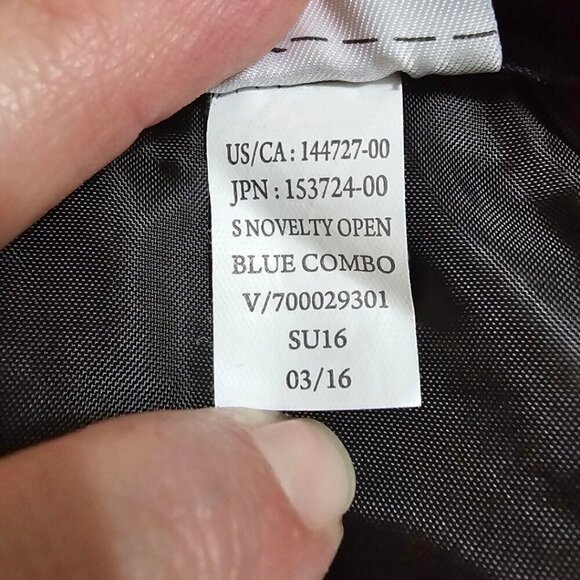 US/CA : 144727-00
JPN : 153724-00
S NOVELTY OPEN
BLUE COMBO
V/700029301
SU16
03/16